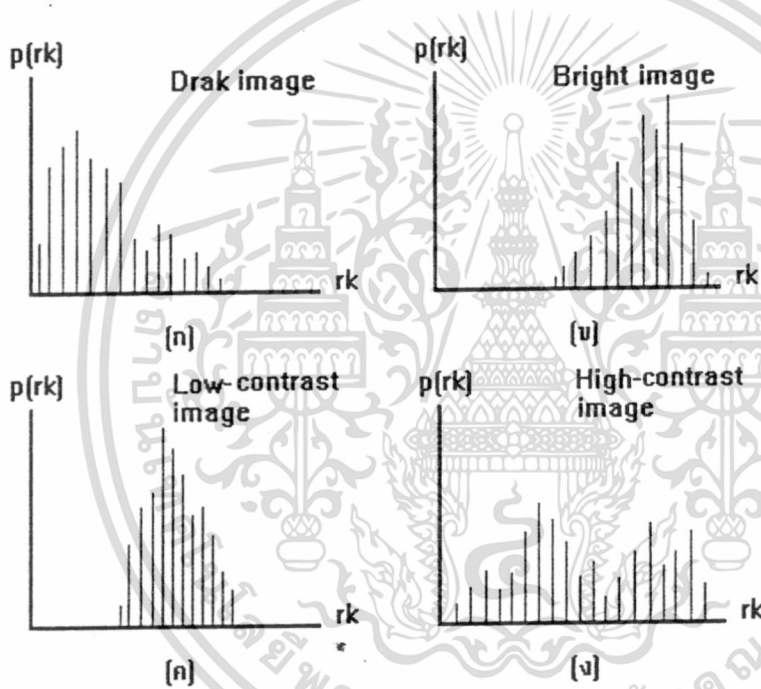 p(rk)
Drak image
rk
(ก)
p(rk)
Bright image
rk
(ข)
p(rk)
Low-contrast
image
rk
(ค)
p(rk)
High-contrast
image
rk
(ง)